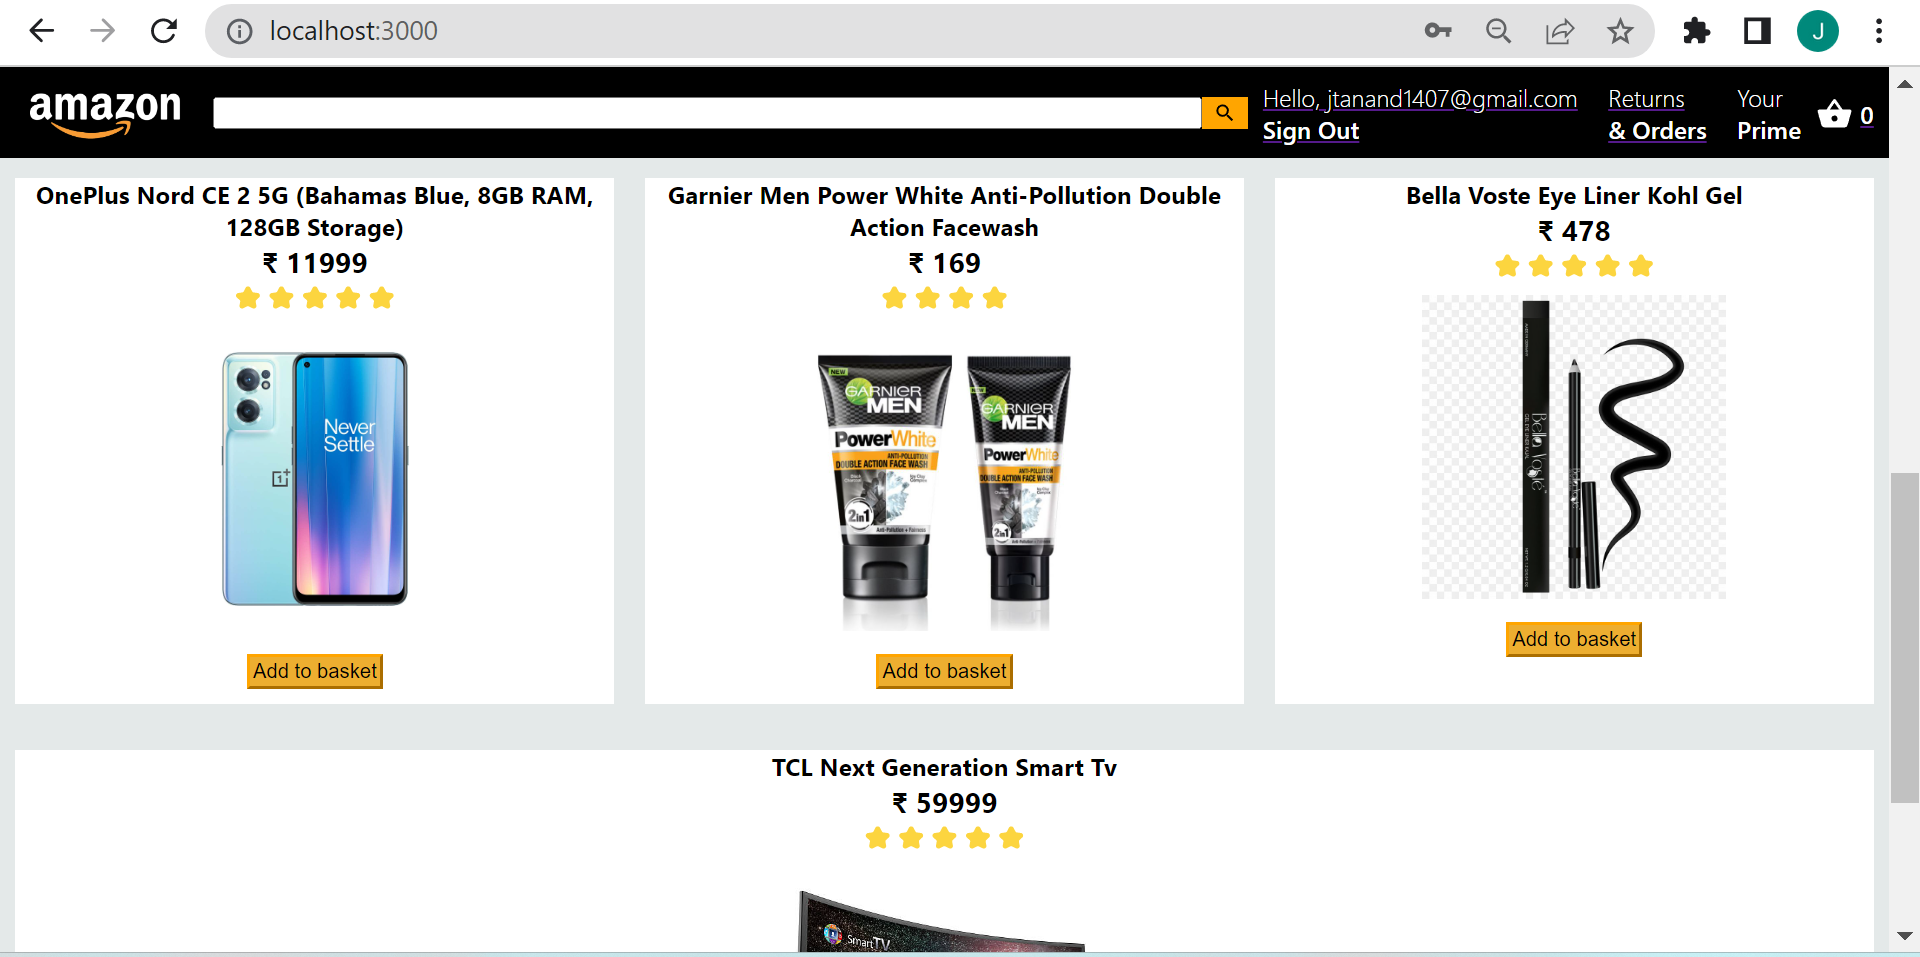 localhost:3000
J
amazon
Hello, jtanand1407@gmail.com
Sign Out
Returns
& Orders
Your
Prime
0
OnePlus Nord CE 2 5G (Bahamas Blue, 8GB RAM,
128GB Storage)
₹ 11999
Never
Settle
Add to basket
Garnier Men Power White Anti-Pollution Double
Action Facewash
₹ 169
NEW
GARNIER
MEN
PowerWhite
ANTI-POLLUTION
DOUBLE ACTION FACE WASH
2in1
GARNIER
MEN
PowerWhite
ANTI-POLLUTION
DOUBLE ACTION FACE WASH
2in1
Add to basket
Bella Voste Eye Liner Kohl Gel
₹ 478
Bella Vosté
Add to basket
TCL Next Generation Smart Tv
₹ 59999
SmartTV